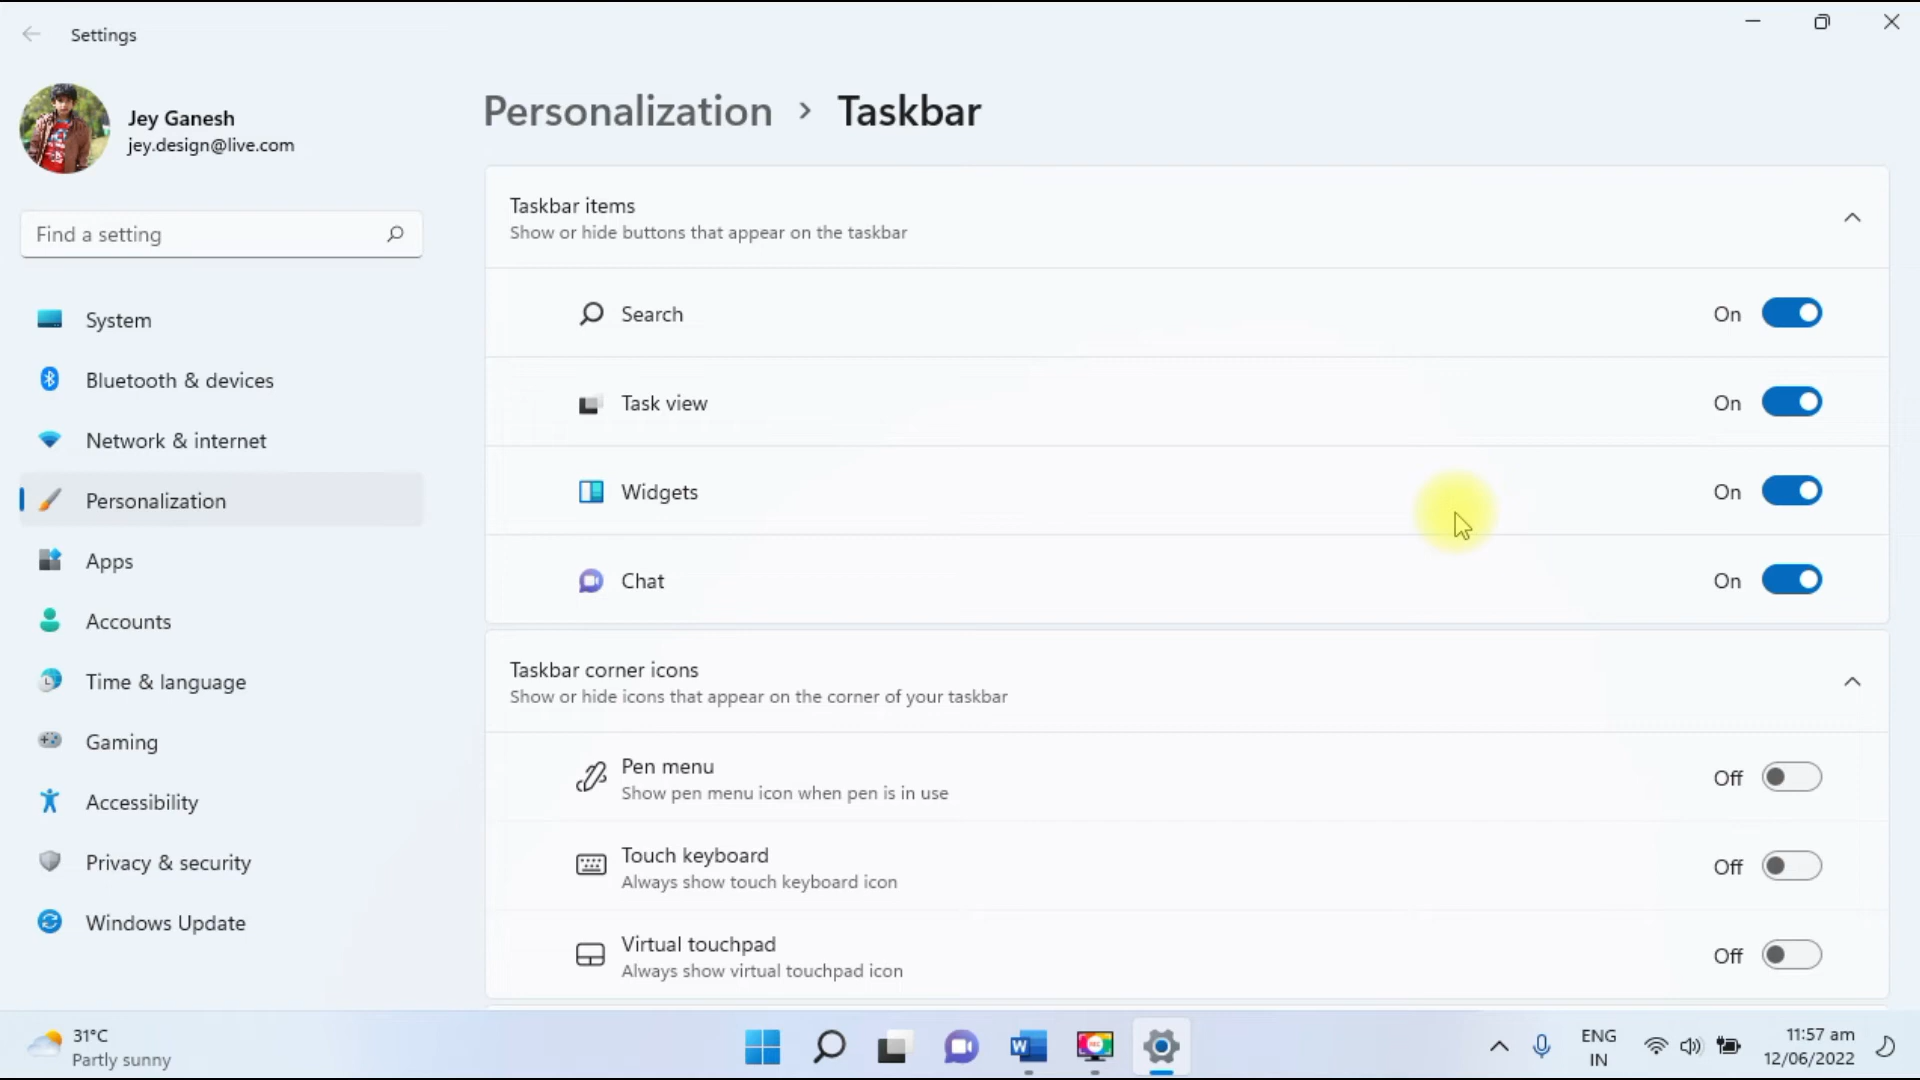 Settings
Jey Ganesh
jey.design@live.com
Find a setting
System
Bluetooth & devices
Network & internet
Personalization
Apps
Accounts
Time & language
Gaming
Accessibility
Privacy & security
Windows Update
Personalization > Taskbar
Taskbar items
Show or hide buttons that appear on the taskbar
Search On
Task view On
Widgets On
Chat On
Taskbar corner icons
Show or hide icons that appear on the corner of your taskbar
Pen menu
Show pen menu icon when pen is in use
Off
Touch keyboard
Always show touch keyboard icon
Off
Virtual touchpad
Always show virtual touchpad icon
Off
31°C
Partly sunny
W
REC
ENG
IN
11:57 am
12/06/2022